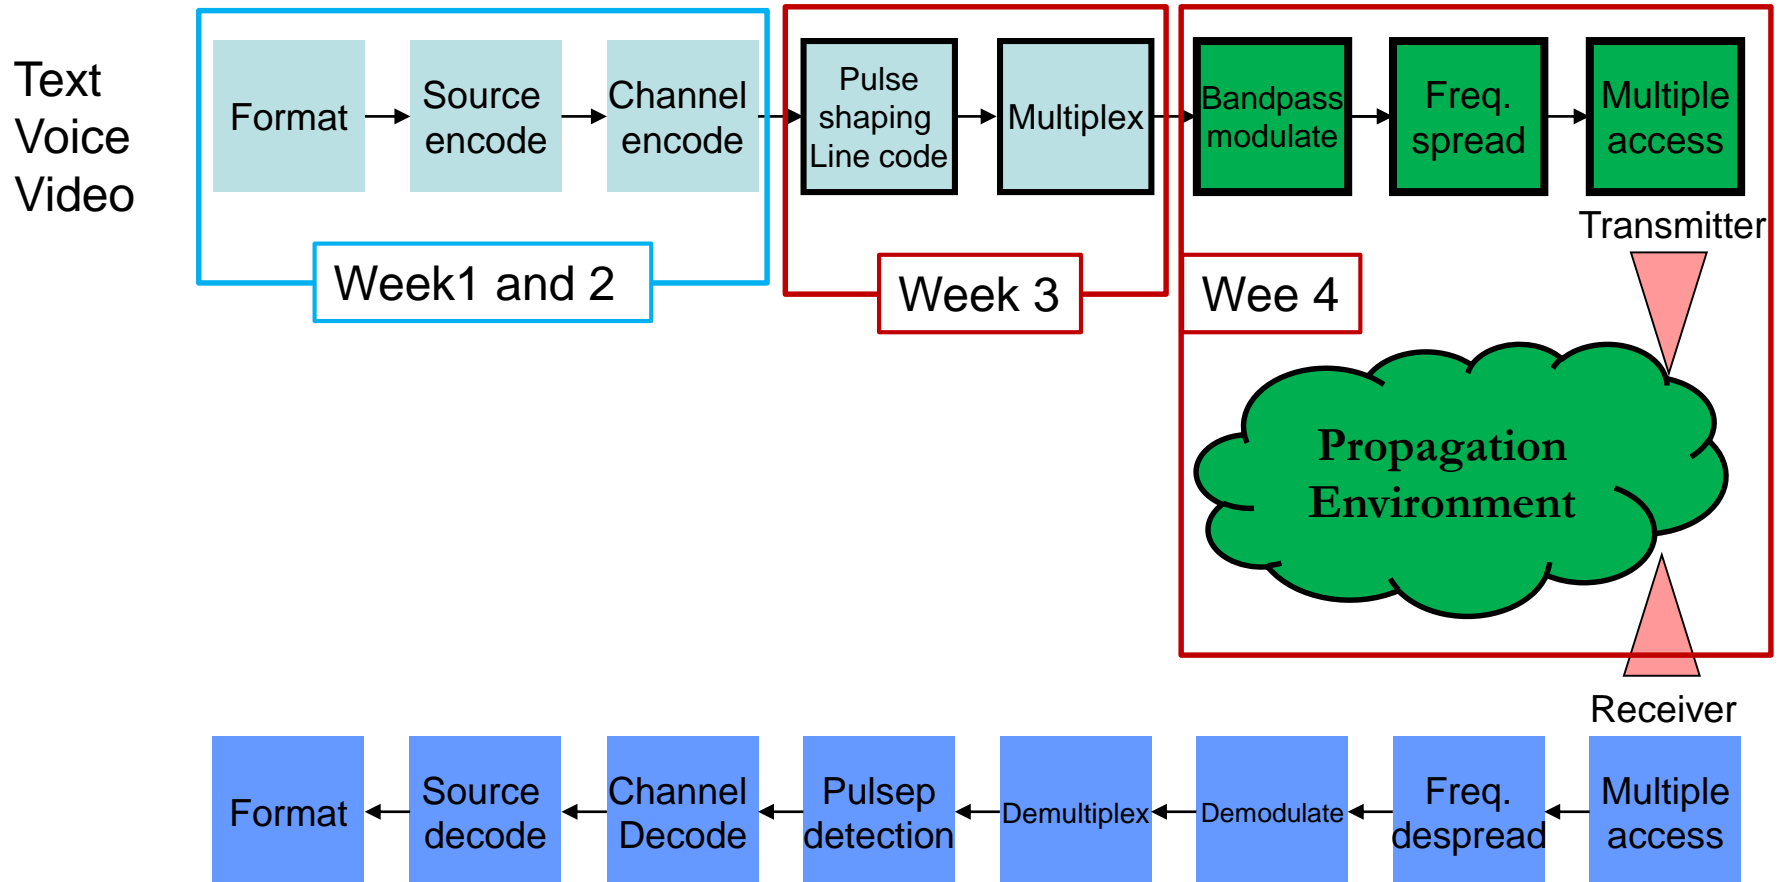 Text
Voice
Video
Format
Source
encode
Channel
encode
Pulse
shaping
Line code
Multiplex
Bandpass
modulate
Freq.
spread
Multiple
access
Week1 and 2
Week 3
Wee 4
Transmitter
Propagation
Environment
Receiver
Format
Source
decode
Channel
Decode
Pulsep
detection
Demultiplex
Demodulate
Freq.
despread
Multiple
access